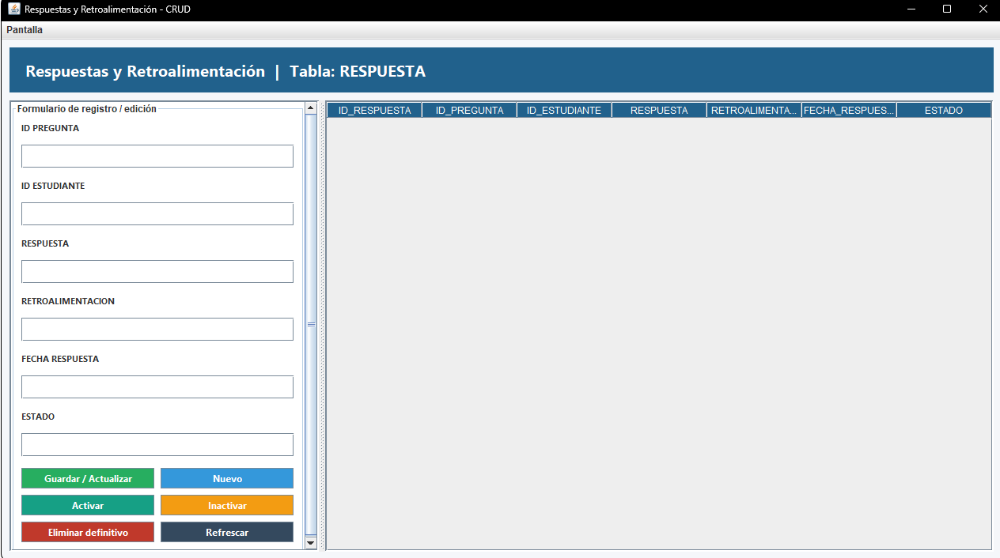 Respuestas y Retroalimentación - CRUD
Pantalla
Respuestas y Retroalimentación | Tabla: RESPUESTA
Formulario de registro / edición
ID PREGUNTA
ID ESTUDIANTE
RESPUESTA
RETROALIMENTACION
FECHA RESPUESTA
ESTADO
Guardar / Actualizar Nuevo
Activar Inactivar
Eliminar definitivo Refrescar
ID_RESPUESTA ID_PREGUNTA ID_ESTUDIANTE RESPUESTA RETROALIMENTA... FECHA_RESPUES... ESTADO